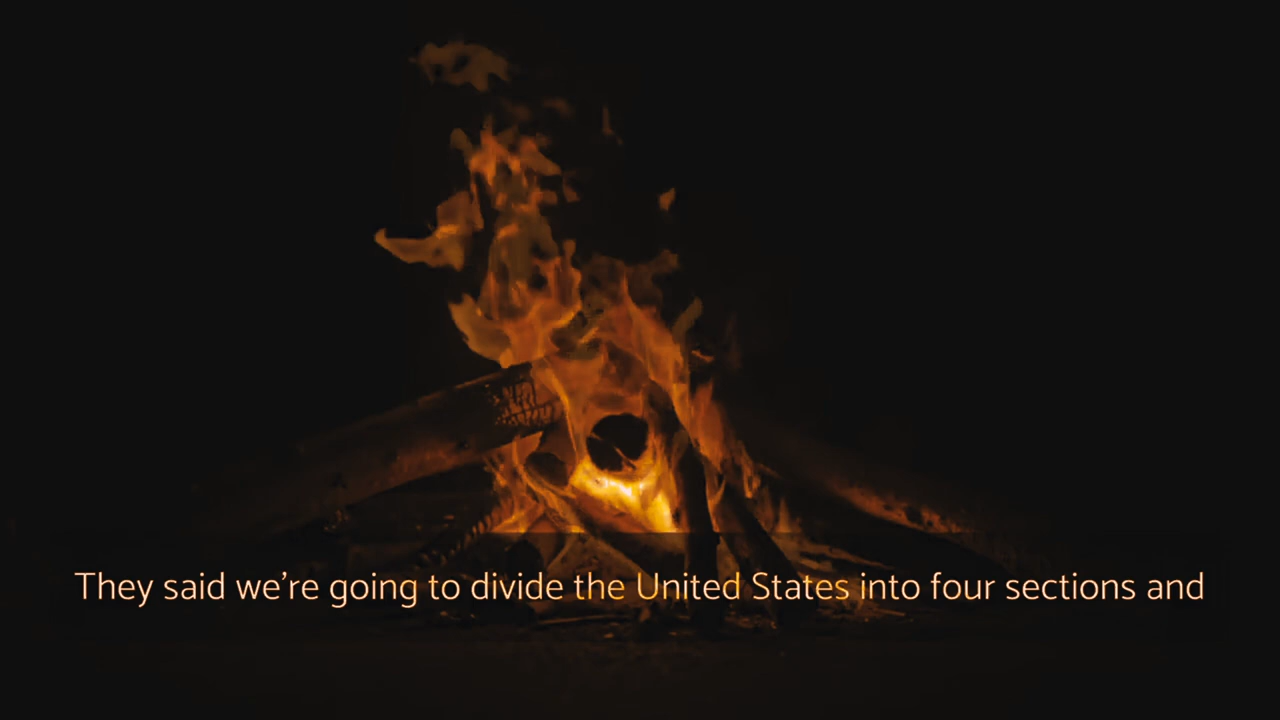 They said we’re going to divide the United States into four sections and